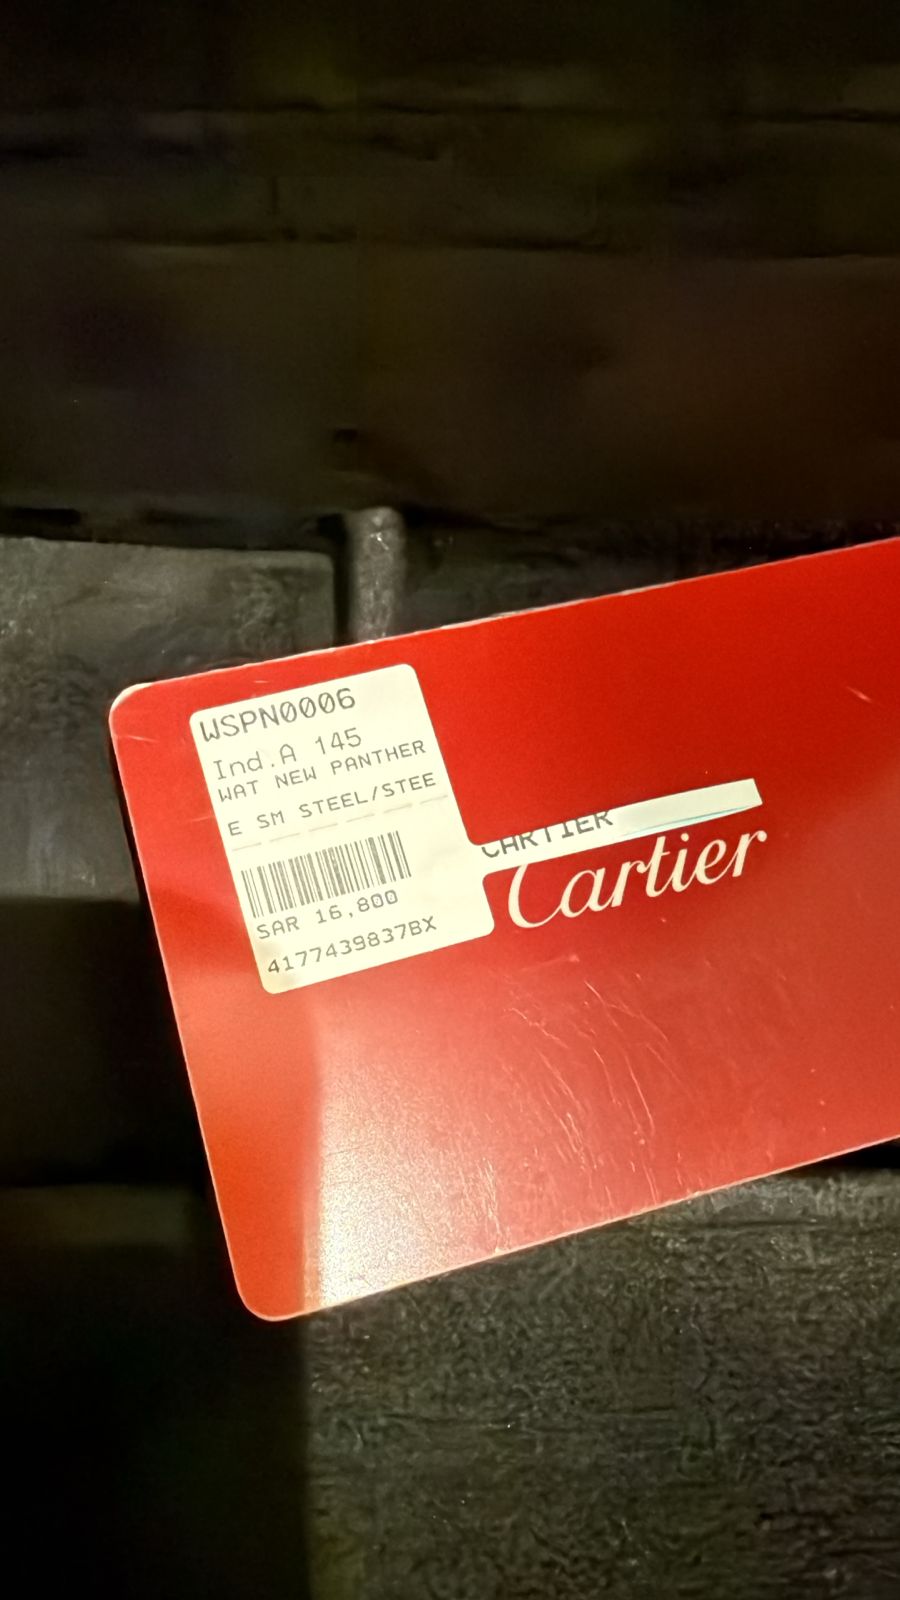 WSPN0006
Ind.A 145
WAT NEW PANTHER
E SM STEEL/STEE
SAR 16,800
4177439837BX
CARTIER
Cartier